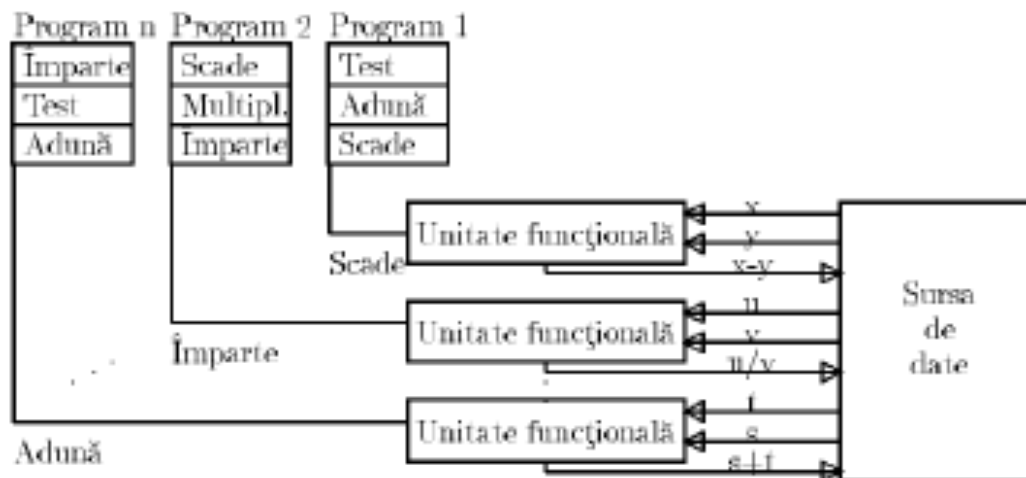 Program n Program 2 Program 1
Împarte Scade Test
Test Multipl. Adună
Adună Împarte Scade
Unitate funcţională
x
y
x-y
Scade
Unitate funcţională
u
v
u/v
Împarte
Unitate funcţională
t
s
s+t
Adună
Sursa
de
date